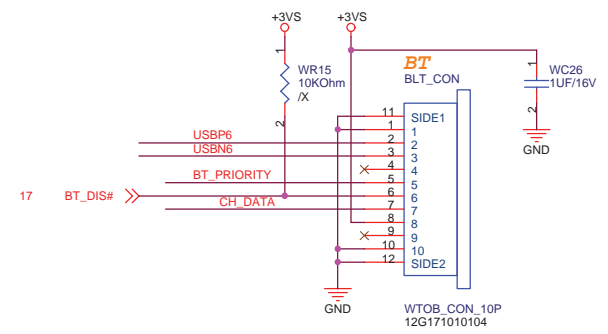 +3VS
+3VS
BT
BLT_CON
WR15
10KOhm
/X
1
2
WC26
1UF/16V
1
2
GND
11 SIDE1
1 1
USBP6 2 2
USBN6 3 3
4 4
BT_PRIORITY 5 5
17 BT_DIS# 6 6
CH_DATA 7 7
8 8
9 9
10 10
12 SIDE2
GND
WTOB_CON_10P
12G171010104